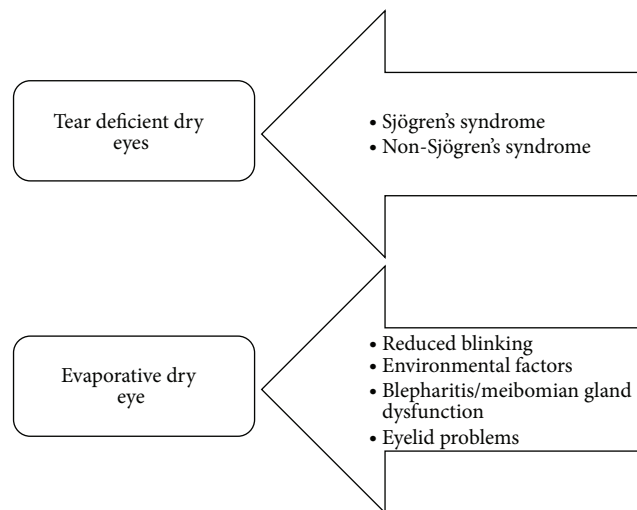 Tear deficient dry
eyes
• Sjögren's syndrome
• Non-Sjögren's syndrome
Evaporative dry
eye
• Reduced blinking
• Environmental factors
• Blepharitis/meibomian gland
dysfunction
• Eyelid problems